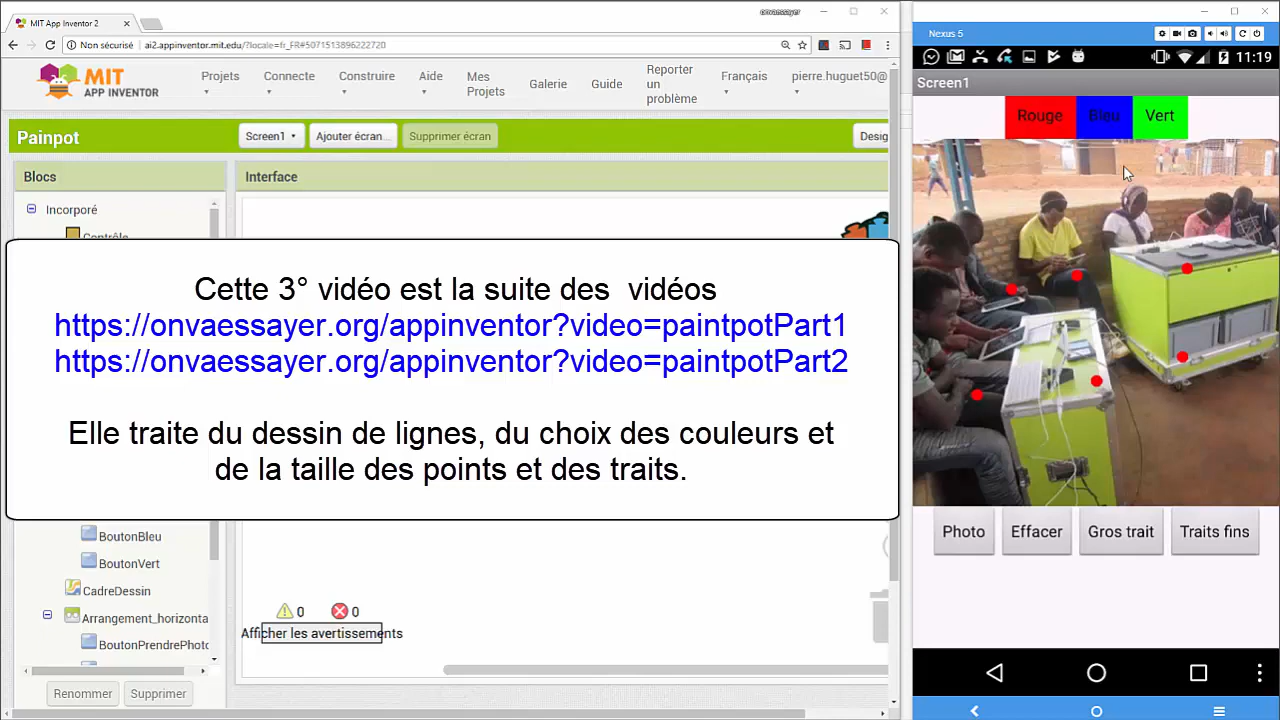 MIT App Inventor 2
onvaessayer
Non sécurisé
ai2.appinventor.mit.edu/?locale=fr_FR#5071513896222720
MIT
APP INVENTOR
Projets
Connecte
Construire
Aide
Mes
Projets
Galerie
Guide
Reporter
un
problème
Français
pierre.huguet50@
Painpot
Screen1
Ajouter écran...
Supprimer écran
Desig
Blocs
Interface
Incorporé
Contrôle
Cette 3° vidéo est la suite des vidéos
https://onvaessayer.org/appinventor?video=paintpotPart1
https://onvaessayer.org/appinventor?video=paintpotPart2
Elle traite du dessin de lignes, du choix des couleurs et
de la taille des points et des traits.
BoutonBleu
BoutonVert
CadreDessin
Arrangement_horizonta
BoutonPrendrePhoto
Renommer
Supprimer
0
0
Afficher les avertissements
Nexus 5
11:19
Screen1
Rouge
Bleu
Vert
Photo
Effacer
Gros trait
Traits fins